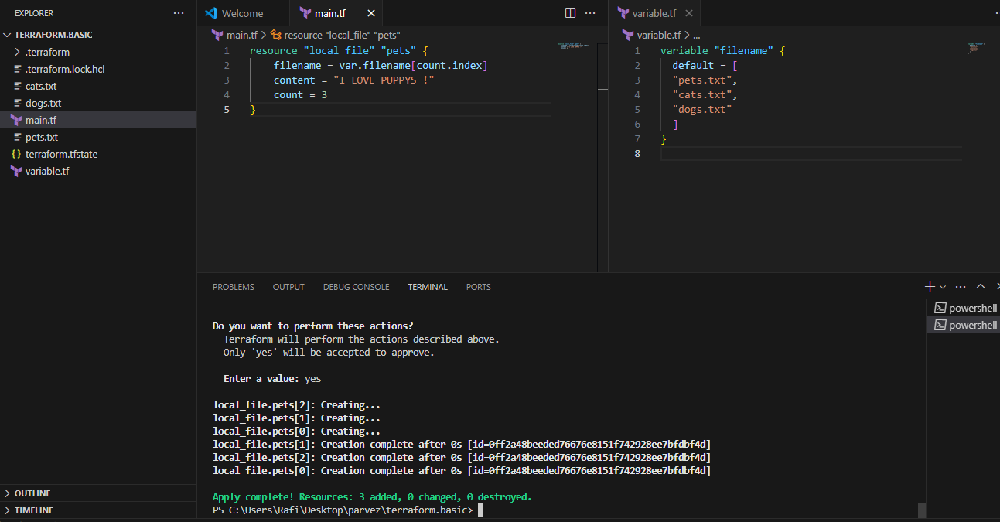 EXPLORER
TERRAFORM.BASIC
.terraform
.terraform.lock.hcl
cats.txt
dogs.txt
main.tf
pets.txt
terraform.tfstate
variable.tf
OUTLINE
TIMELINE
Welcome
main.tf
main.tf > resource "local_file" "pets"
1 resource "local_file" "pets" {
2 filename = var.filename[count.index]
3 content = "I LOVE PUPPYS !"
4 count = 3
5 }
variable.tf
variable.tf > ...
1 variable "filename" {
2 default = [
3 "pets.txt",
4 "cats.txt",
5 "dogs.txt"
6 ]
7 }
8
PROBLEMS OUTPUT DEBUG CONSOLE TERMINAL PORTS
Do you want to perform these actions?
Terraform will perform the actions described above.
Only 'yes' will be accepted to approve.
Enter a value: yes
local_file.pets[2]: Creating...
local_file.pets[1]: Creating...
local_file.pets[0]: Creating...
local_file.pets[1]: Creation complete after 0s [id=0ff2a48beeded76676e8151f742928ee7bfdbf4d]
local_file.pets[2]: Creation complete after 0s [id=0ff2a48beeded76676e8151f742928ee7bfdbf4d]
local_file.pets[0]: Creation complete after 0s [id=0ff2a48beeded76676e8151f742928ee7bfdbf4d]
Apply complete! Resources: 3 added, 0 changed, 0 destroyed.
PS C:\Users\Rafi\Desktop\parvez\terraform.basic>
powershell
powershell